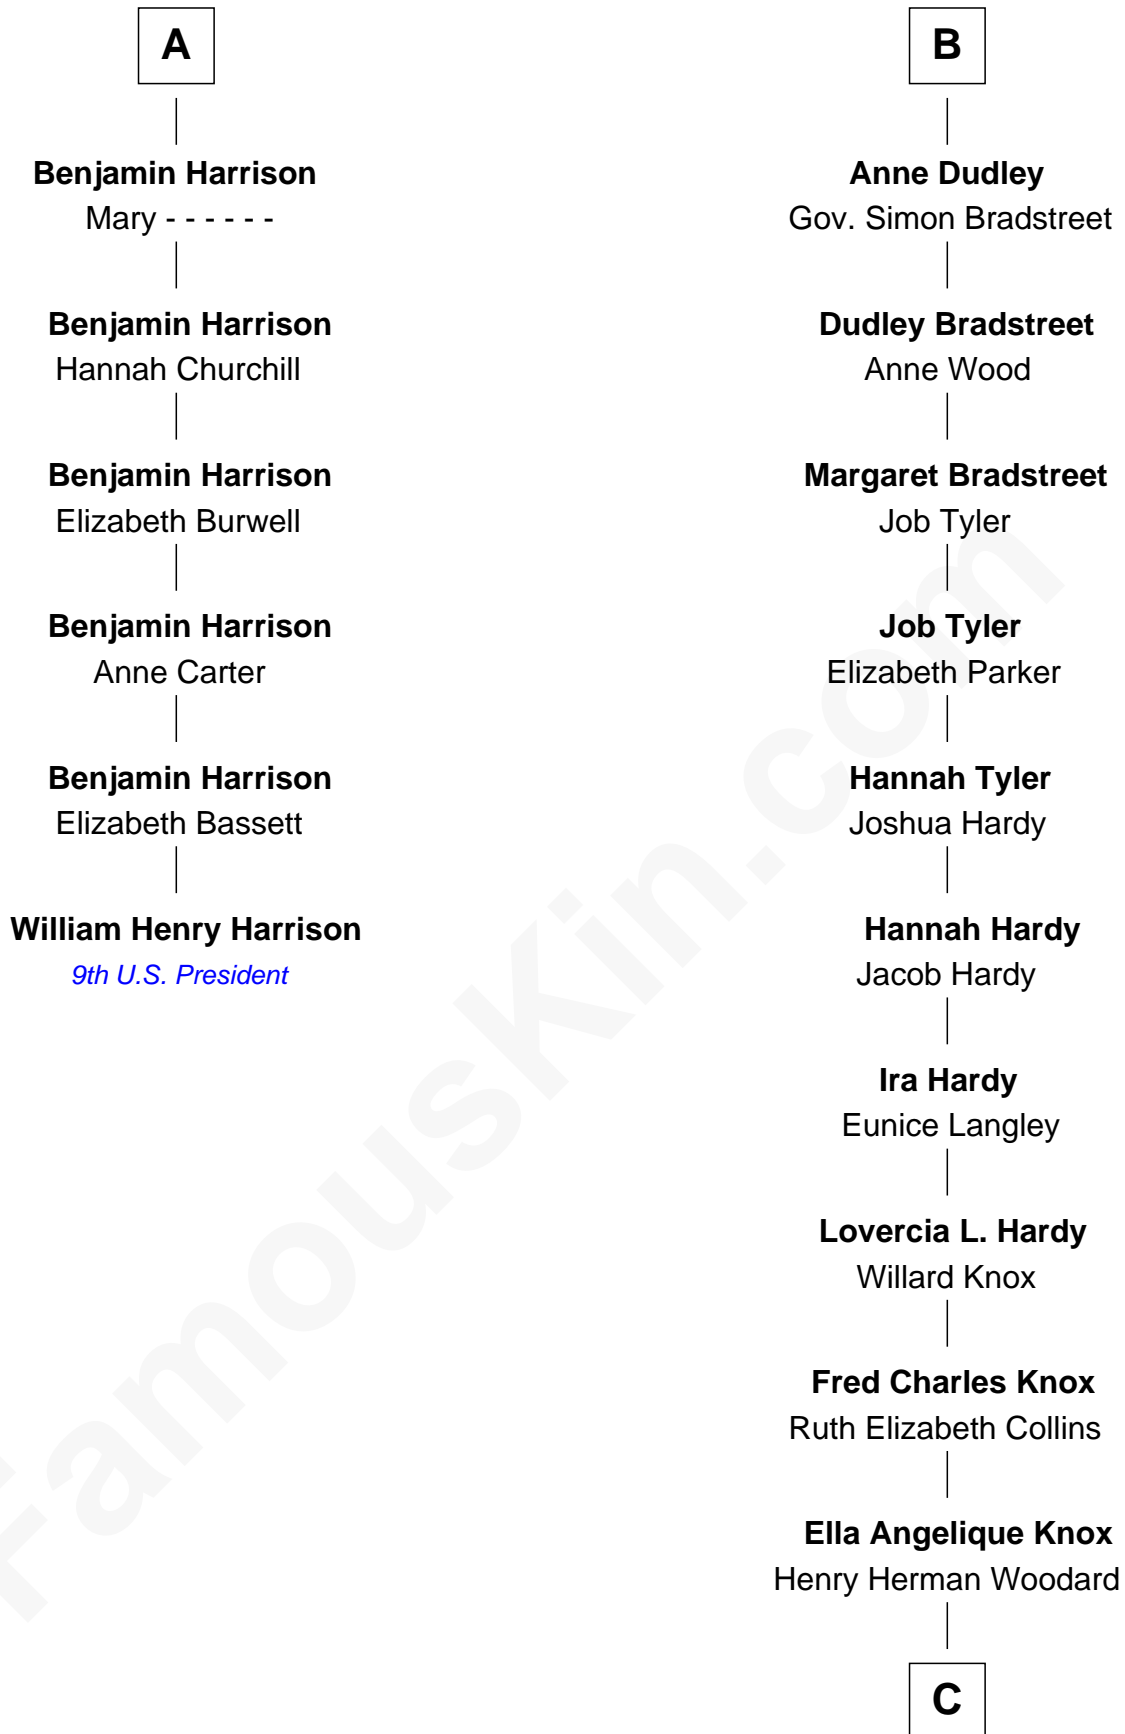 A
Benjamin Harrison
Mary - - - - - -
Benjamin Harrison
Hannah Churchill
Benjamin Harrison
Elizabeth Burwell
Benjamin Harrison
Anne Carter
Benjamin Harrison
Elizabeth Bassett
William Henry Harrison
9th U.S. President
B
Anne Dudley
Gov. Simon Bradstreet
Dudley Bradstreet
Anne Wood
Margaret Bradstreet
Job Tyler
Job Tyler
Elizabeth Parker
Hannah Tyler
Joshua Hardy
Hannah Hardy
Jacob Hardy
Ira Hardy
Eunice Langley
Lovercia L. Hardy
Willard Knox
Fred Charles Knox
Ruth Elizabeth Collins
Ella Angelique Knox
Henry Herman Woodard
C
FamousKin.com